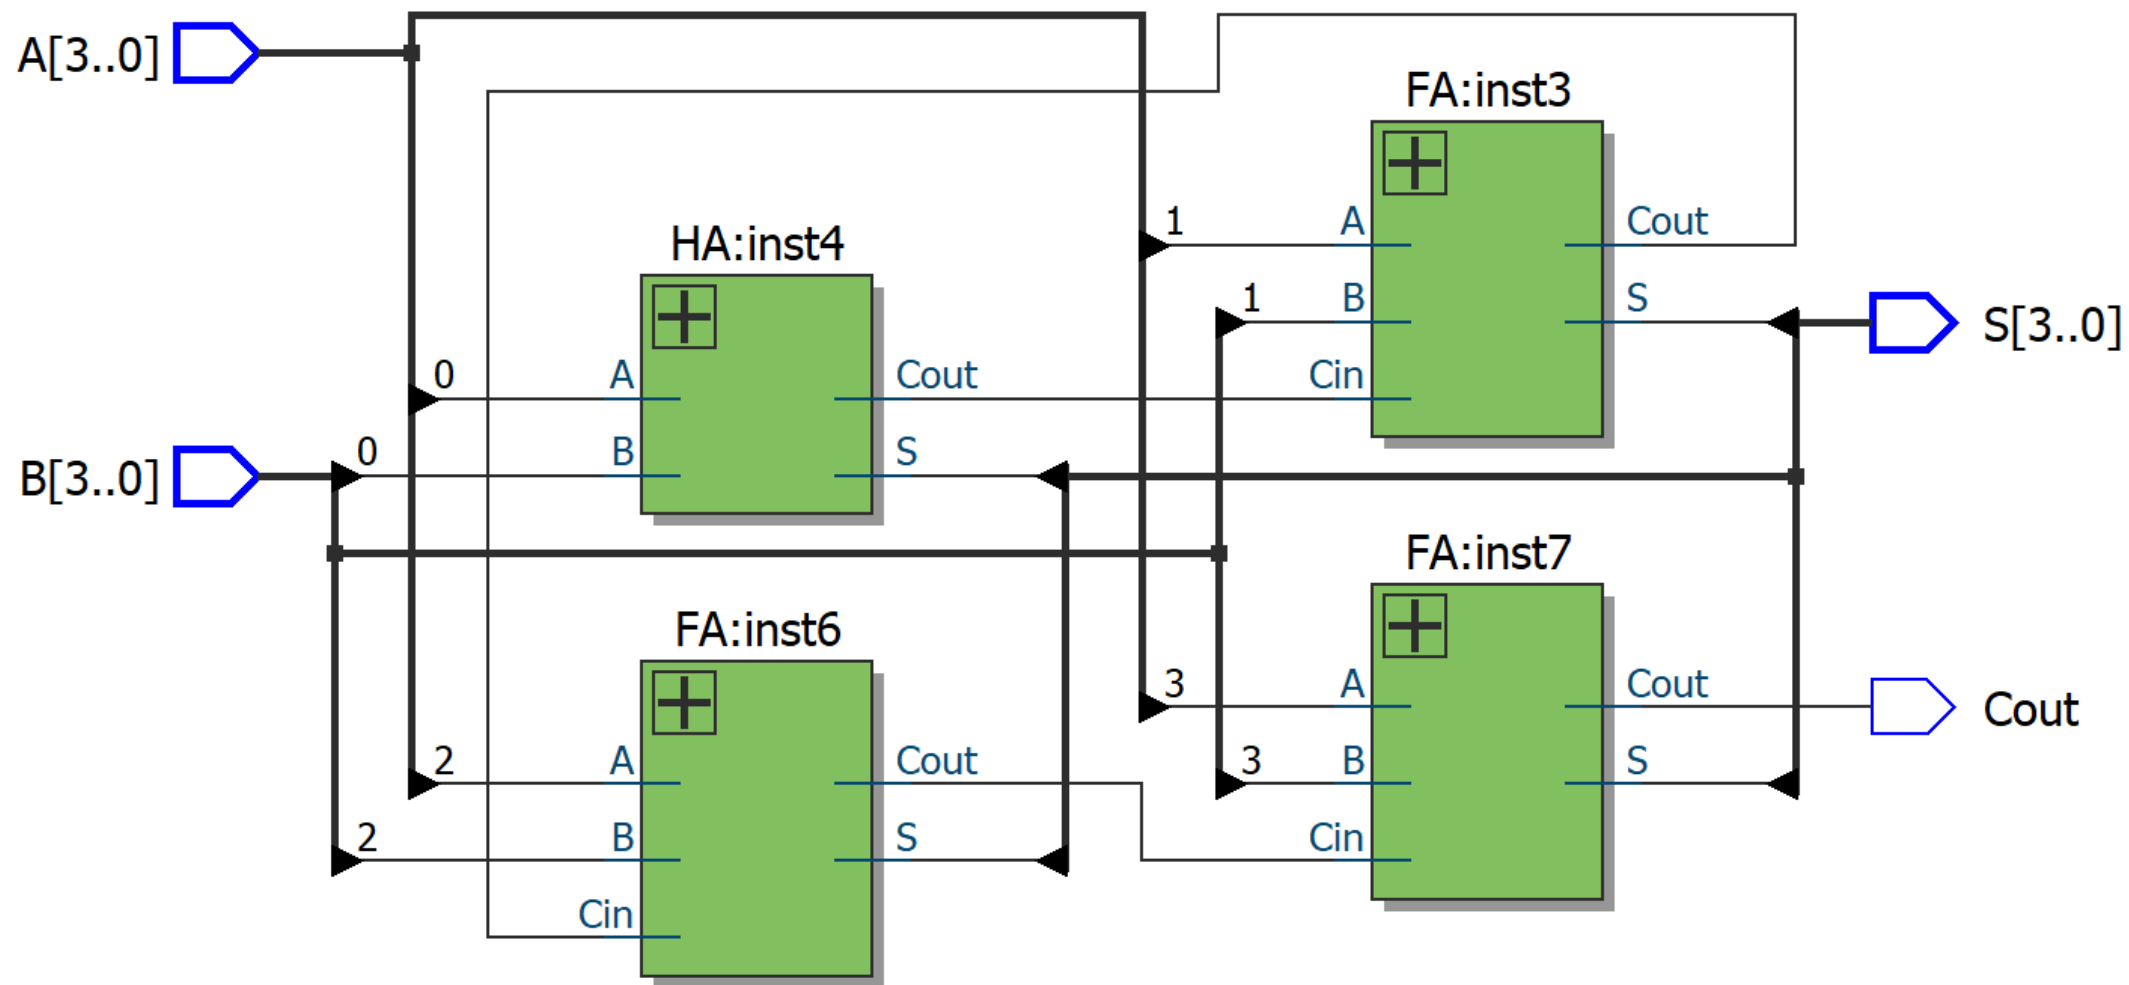 A[3..0]
FA:inst3
1
A
Cout
HA:inst4
1
B
S
S[3..0]
0
A
Cout
Cin
B[3..0]
0
B
S
FA:inst7
FA:inst6
3
A
Cout
Cout
2
A
Cout
3
B
S
2
B
S
Cin
Cin